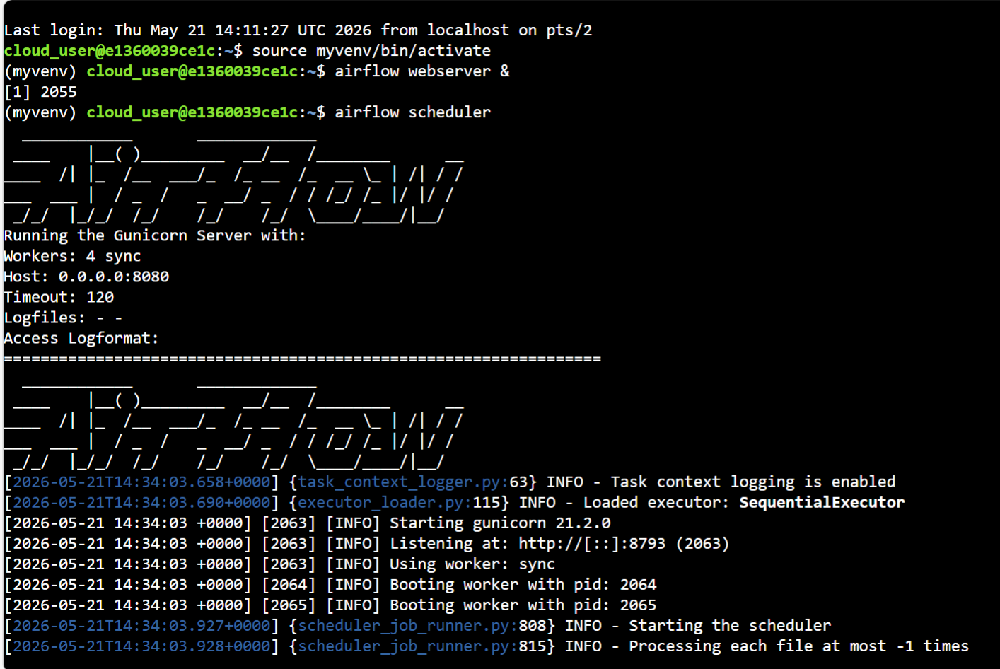 Last login: Thu May 21 14:11:27 UTC 2026 from localhost on pts/2
cloud_user@e1360039ce1c:~$ source myvenv/bin/activate
(myvenv) cloud_user@e1360039ce1c:~$ airflow webserver &
[1] 2055
(myvenv) cloud_user@e1360039ce1c:~$ airflow scheduler
  ____________       _____________
 ____    |__( )_________  __/__  /________      __
____  /| |_  /__  ___/_  /_ __  /_  __ \_ | /| / /
___  ___ |  / _  /   _  __/ _  / / /_/ /_ |/ |/ /
 _/_/  |_/_/  /_/    /_/    /_/  \____/____/|__/
Running the Gunicorn Server with:
Workers: 4 sync
Host: 0.0.0.0:8080
Timeout: 120
Logfiles: - -
Access Logformat:
=================================================================
  ____________       _____________
 ____    |__( )_________  __/__  /________      __
____  /| |_  /__  ___/_  /_ __  /_  __ \_ | /| / /
___  ___ |  / _  /   _  __/ _  / / /_/ /_ |/ |/ /
 _/_/  |_/_/  /_/    /_/    /_/  \____/____/|__/
[2026-05-21T14:34:03.658+0000] {task_context_logger.py:63} INFO - Task context logging is enabled
[2026-05-21T14:34:03.690+0000] {executor_loader.py:115} INFO - Loaded executor: SequentialExecutor
[2026-05-21 14:34:03 +0000] [2063] [INFO] Starting gunicorn 21.2.0
[2026-05-21 14:34:03 +0000] [2063] [INFO] Listening at: http://[::]:8793 (2063)
[2026-05-21 14:34:03 +0000] [2063] [INFO] Using worker: sync
[2026-05-21 14:34:03 +0000] [2064] [INFO] Booting worker with pid: 2064
[2026-05-21 14:34:03 +0000] [2065] [INFO] Booting worker with pid: 2065
[2026-05-21T14:34:03.927+0000] {scheduler_job_runner.py:808} INFO - Starting the scheduler
[2026-05-21T14:34:03.928+0000] {scheduler_job_runner.py:815} INFO - Processing each file at most -1 times